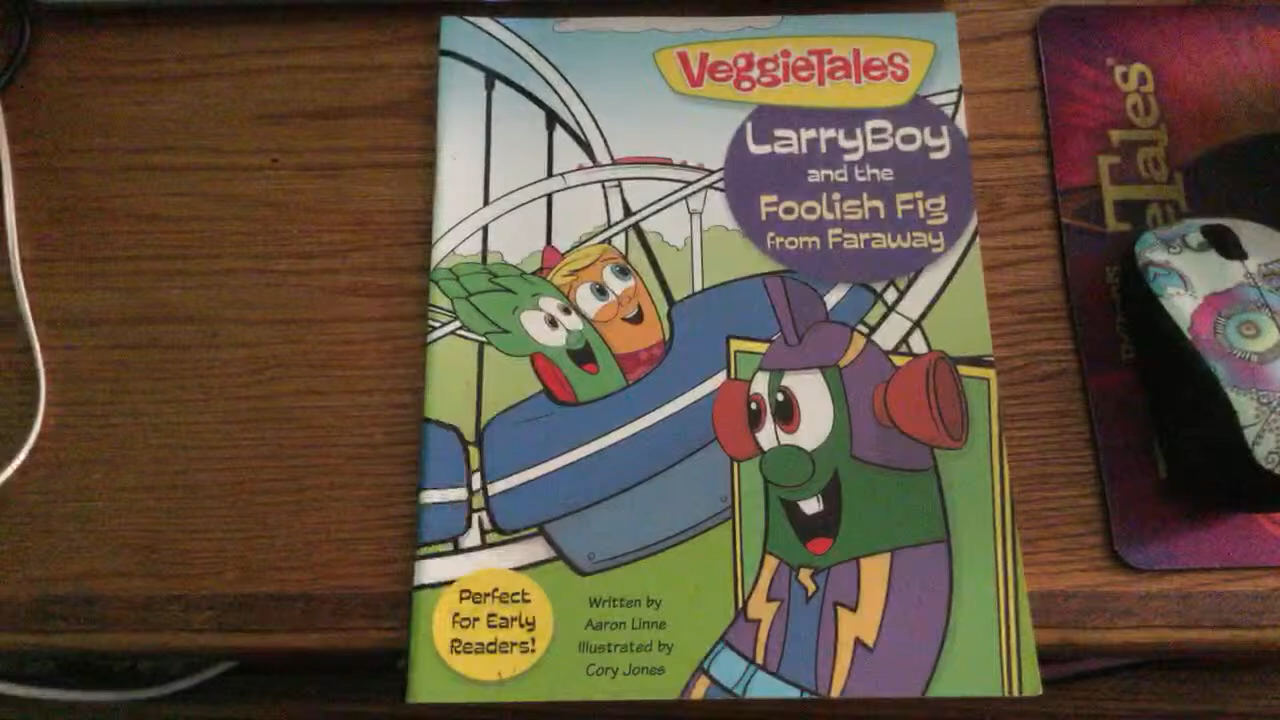 VeggieTales
LarryBoy
and the
Foolish Fig
from Faraway
Perfect
for Early
Readers!
Written by
Aaron Linne
Illustrated by
Cory Jones
Tales